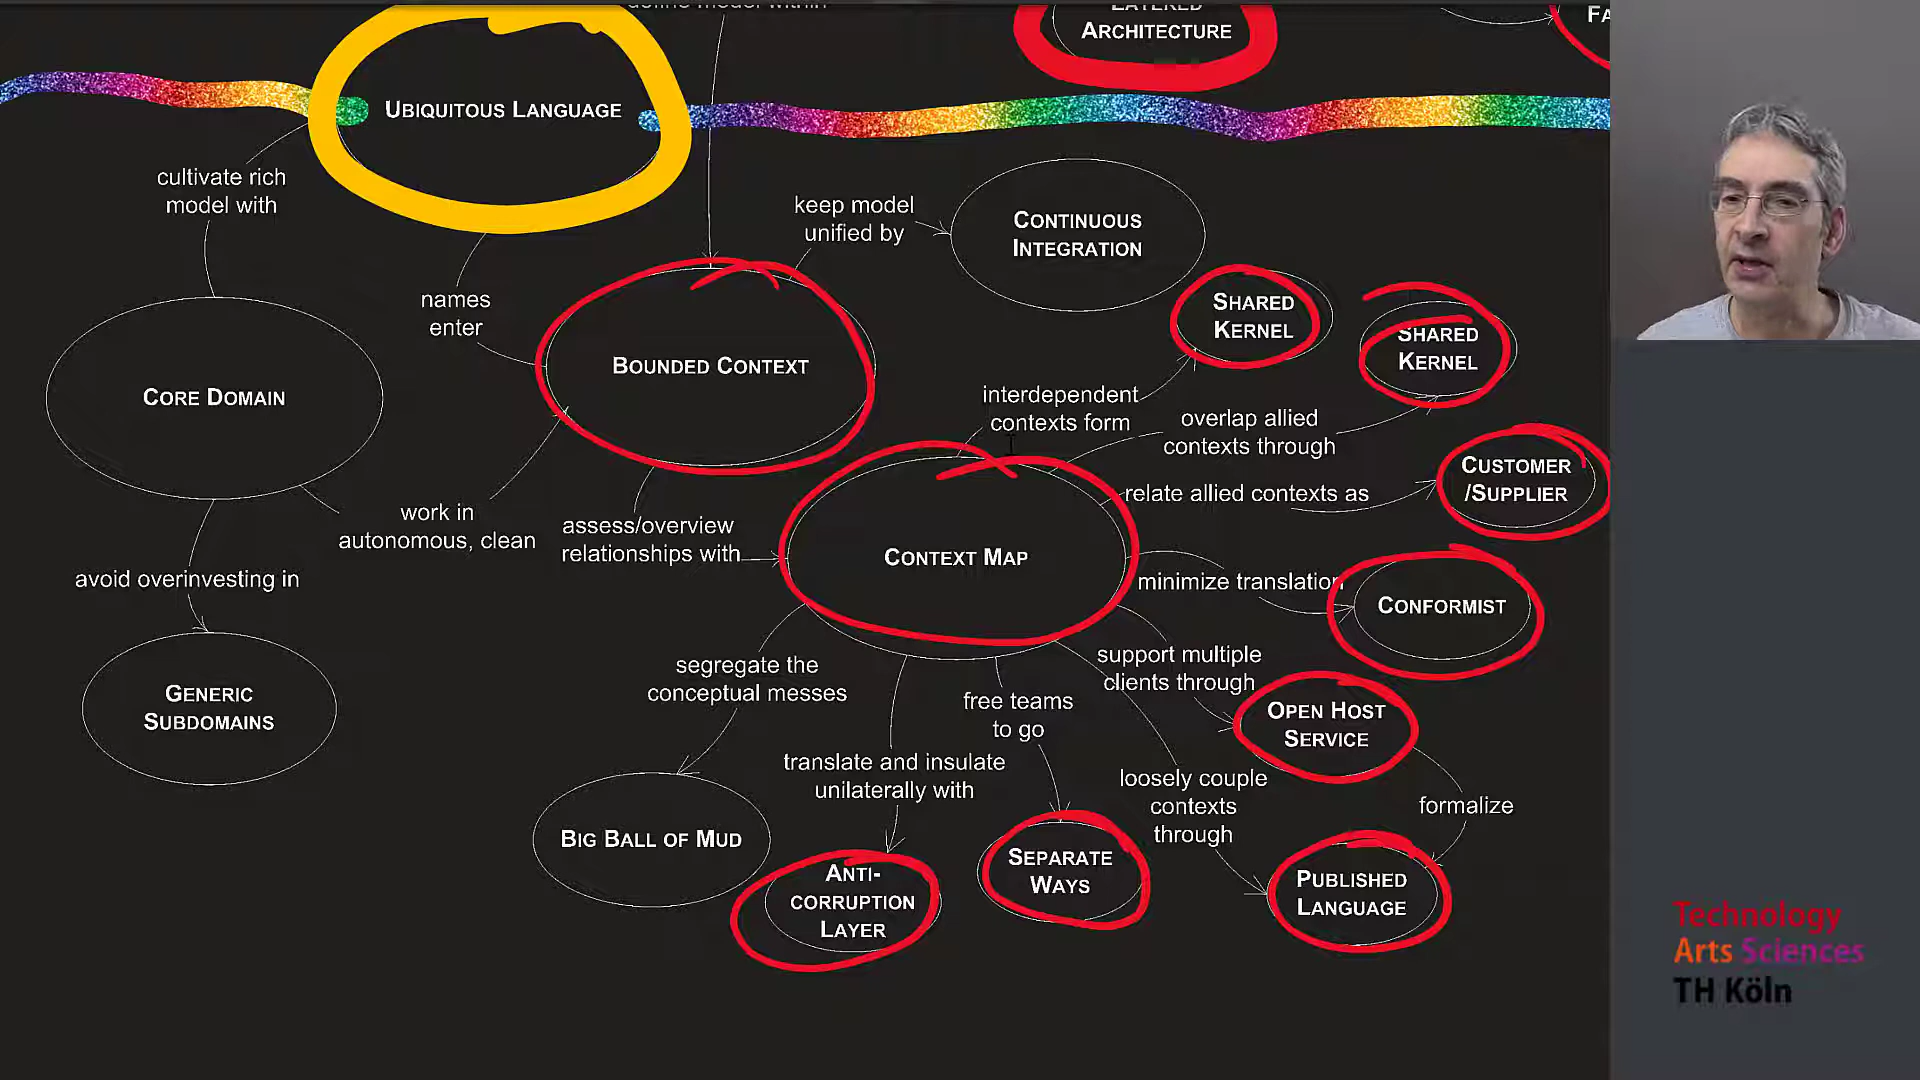 define model within
LAYERED
ARCHITECTURE
FA
UBIQUITOUS LANGUAGE
cultivate rich
model with
keep model
unified by
CONTINUOUS
INTEGRATION
names
enter
SHARED
KERNEL
SHARED
KERNEL
BOUNDED CONTEXT
CORE DOMAIN
interdependent
contexts form
overlap allied
contexts through
CUSTOMER
/SUPPLIER
relate allied contexts as
work in
autonomous, clean
assess/overview
relationships with
CONTEXT MAP
avoid overinvesting in
minimize translation
CONFORMIST
segregate the
conceptual messes
support multiple
clients through
free teams
to go
GENERIC
SUBDOMAINS
OPEN HOST
SERVICE
translate and insulate
unilaterally with
loosely couple
contexts
through
formalize
BIG BALL OF MUD
ANTI-
CORRUPTION
LAYER
SEPARATE
WAYS
PUBLISHED
LANGUAGE
Technology
Arts Sciences
TH Köln